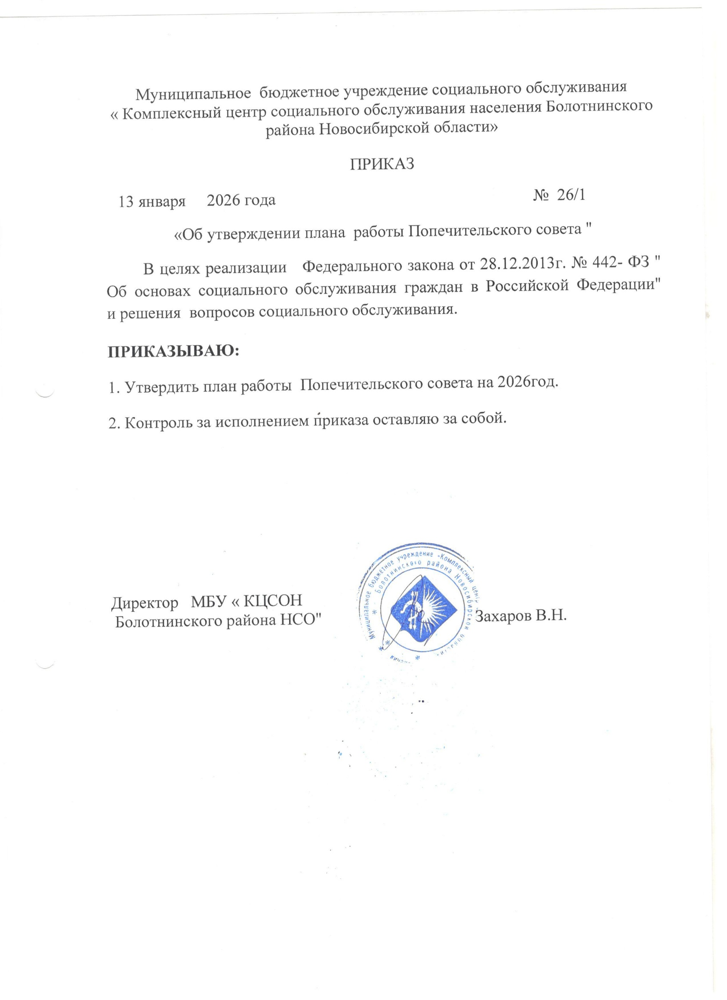 Муниципальное бюджетное учреждение социального обслуживания
« Комплексный центр социального обслуживания населения Болотнинского
района Новосибирской области»
ПРИКАЗ
13 января 2026 года № 26/1
«Об утверждении плана работы Попечительского совета "
В целях реализации Федерального закона от 28.12.2013г. № 442- ФЗ "
Об основах социального обслуживания граждан в Российской Федерации"
и решения вопросов социального обслуживания.
ПРИКАЗЫВАЮ:
1. Утвердить план работы Попечительского совета на 2026год.
2. Контроль за исполнением приказа оставляю за собой.
Муниципальное бюджетное учреждение «Комплексный центр
Болотнинского района Новосибирской области»
Директор МБУ « КЦСОН
Болотнинского района НСО" Захаров В.Н.